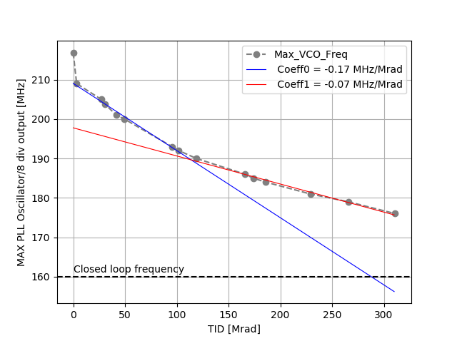 Max_VCO_Freq
Coeff0 = -0.17 MHz/Mrad
Coeff1 = -0.07 MHz/Mrad
MAX PLL Oscillator/8 div output [MHz]
210
200
190
180
170
160
Closed loop frequency
0 50 100 150 200 250 300
TID [Mrad]